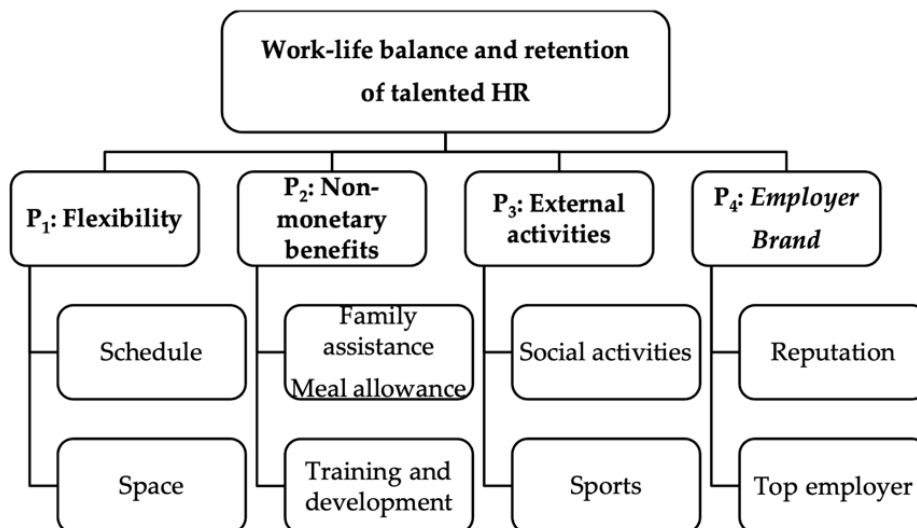 Work-life balance and retention
of talented HR
P₁: Flexibility
P₂: Non-
monetary
benefits
P₃: External
activities
P₄: Employer
Brand
Schedule
Family
assistance
Meal allowance
Social activities
Reputation
Space
Training and
development
Sports
Top employer